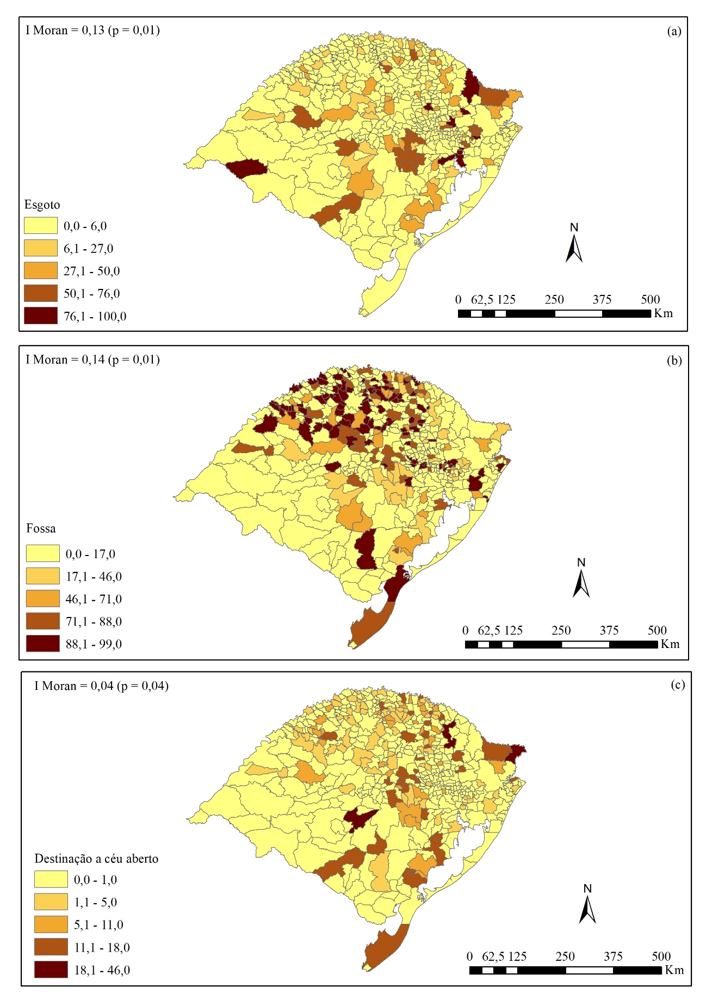 I Moran = 0,13 (p = 0,01)
(a)
Esgoto
0,0 - 6,0
6,1 - 27,0
27,1 - 50,0
50,1 - 76,0
76,1 - 100,0
N
0 62,5 125 250 375 500
Km
I Moran = 0,14 (p = 0,01)
(b)
Fossa
0,0 - 17,0
17,1 - 46,0
46,1 - 71,0
71,1 - 88,0
88,1 - 99,0
N
0 62,5 125 250 375 500
Km
I Moran = 0,04 (p = 0,04)
(c)
Destinação a céu aberto
0,0 - 1,0
1,1 - 5,0
5,1 - 11,0
11,1 - 18,0
18,1 - 46,0
N
0 62,5 125 250 375 500
Km